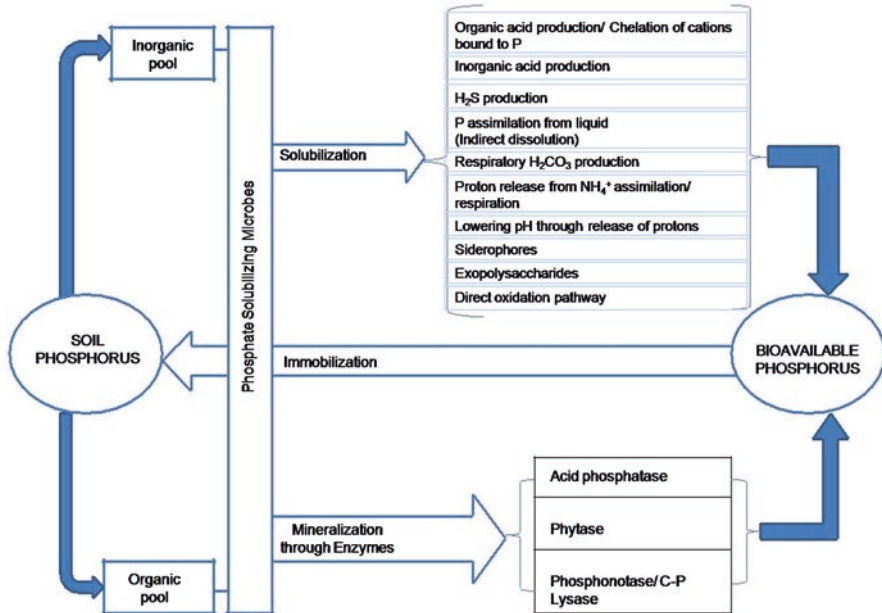 Inorganic
pool
Organic acid production/ Chelation of cations
bound to P
Inorganic acid production
H₂S production
P assimilation from liquid
(Indirect dissolution)
Respiratory H₂CO₃ production
Proton release from NH₄⁺ assimilation/
respiration
Lowering pH through release of protons
Siderophores
Exopolysaccharides
Direct oxidation pathway
Solubilization
Phosphate Solubilizing Microbes
SOIL
PHOSPHORUS
Immobilization
BIOAVAILABLE
PHOSPHORUS
Mineralization
through Enzymes
Acid phosphatase
Phytase
Phosphonotase/ C-P
Lysase
Organic
pool